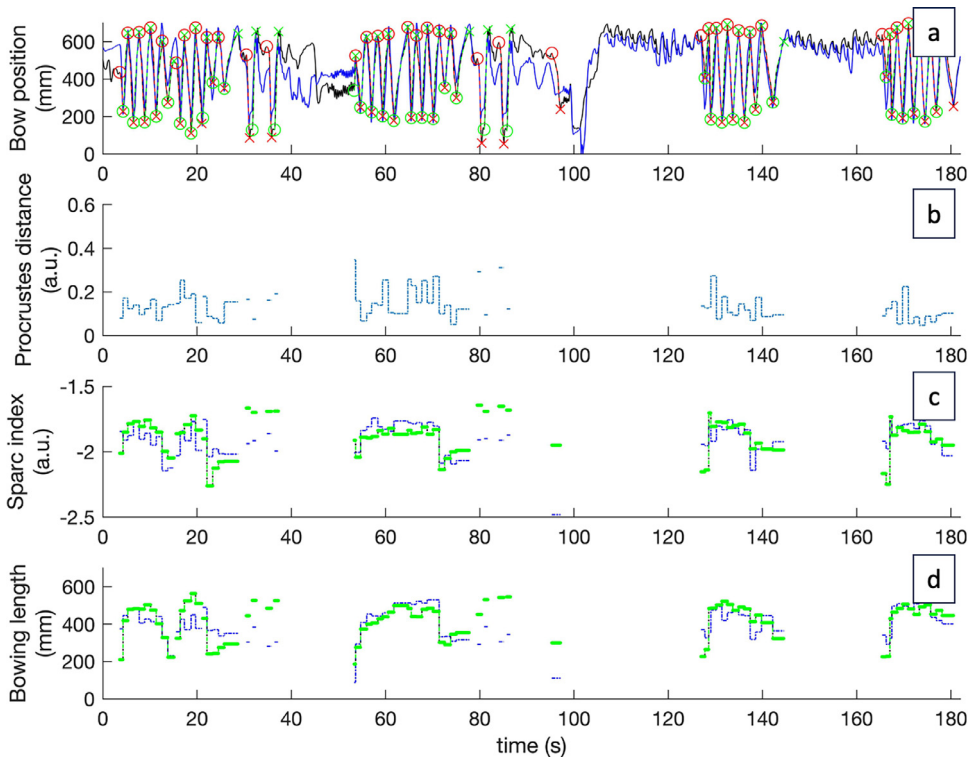 a
Bow position
(mm)
600
400
200
0
0 20 40 60 80 100 120 140 160 180
b
Procrustes distance
(a.u.)
0.6
0.4
0.2
0
0 20 40 60 80 100 120 140 160 180
c
Sparc index
(a.u.)
-1.5
-2
-2.5
0 20 40 60 80 100 120 140 160 180
d
Bowing length
(mm)
600
400
200
0
0 20 40 60 80 100 120 140 160 180
time (s)